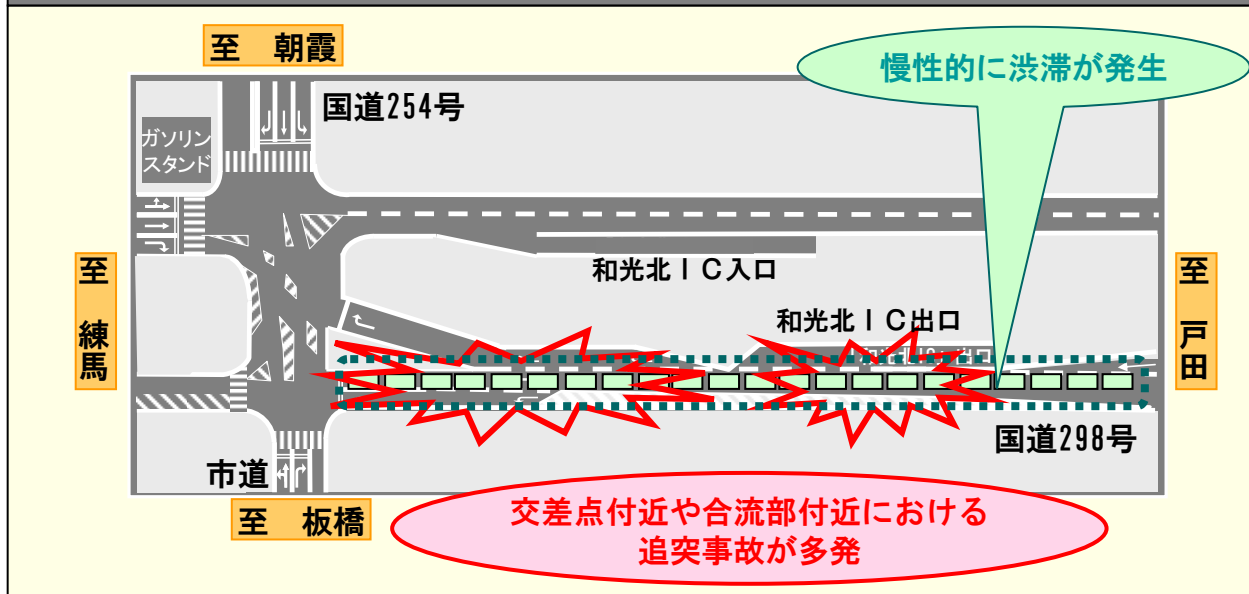 至　朝霞
慢性的に渋滞が発生
国道254号
ガソリン
スタンド
至　練馬
和光北ＩＣ入口
和光北ＩＣ出口
至　戸田
国道298号
市道
至　板橋
交差点付近や合流部付近における
追突事故が多発